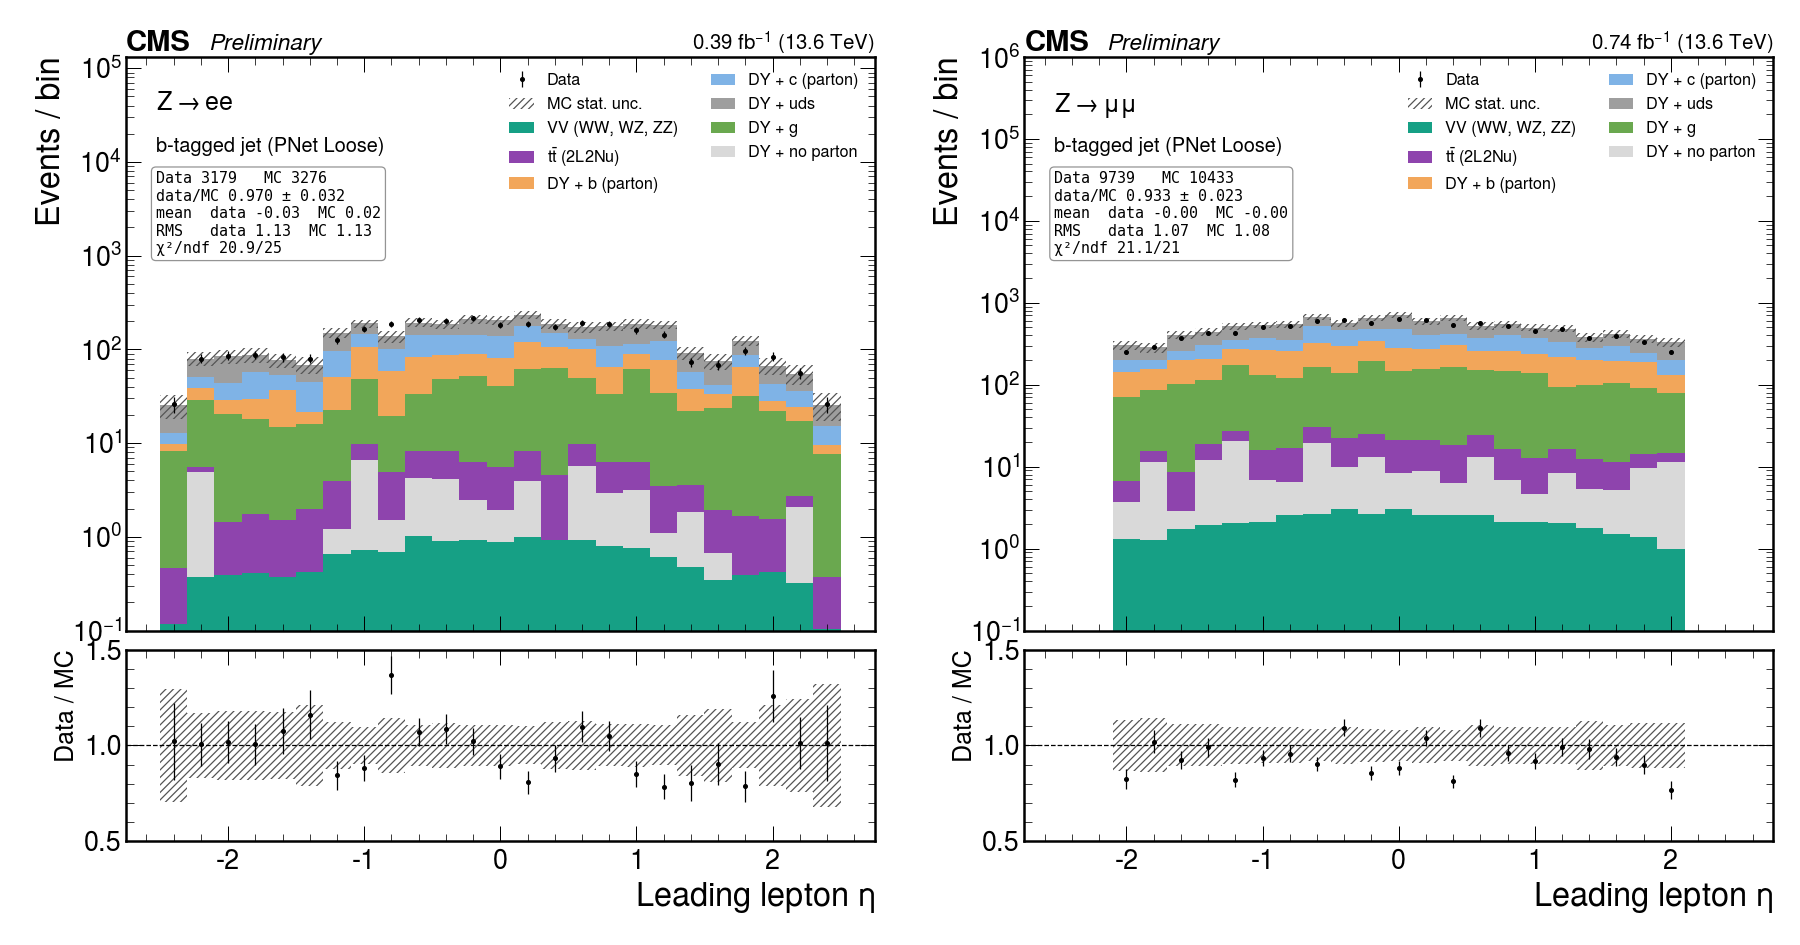 CMS Preliminary 0.39 fb⁻¹ (13.6 TeV)
Events / bin
10⁵
10⁴
10³
10²
10¹
10⁰
10⁻¹
Z → ee
b-tagged jet (PNet Loose)
Data 3179   MC 3276
data/MC 0.970 ± 0.032
mean  data -0.03  MC 0.02
RMS   data 1.13  MC 1.13
χ²/ndf 20.9/25
Data
MC stat. unc.
VV (WW, WZ, ZZ)
tt̄ (2L2Nu)
DY + b (parton)
DY + c (parton)
DY + uds
DY + g
DY + no parton
Data / MC
1.5
1.0
0.5
-2 -1 0 1 2
Leading lepton η
CMS Preliminary 0.74 fb⁻¹ (13.6 TeV)
Events / bin
10⁶
10⁵
10⁴
10³
10²
10¹
10⁰
10⁻¹
Z → μμ
b-tagged jet (PNet Loose)
Data 9739   MC 10433
data/MC 0.933 ± 0.023
mean  data -0.00  MC -0.00
RMS   data 1.07  MC 1.08
χ²/ndf 21.1/21
Data
MC stat. unc.
VV (WW, WZ, ZZ)
tt̄ (2L2Nu)
DY + b (parton)
DY + c (parton)
DY + uds
DY + g
DY + no parton
Data / MC
1.5
1.0
0.5
-2 -1 0 1 2
Leading lepton η